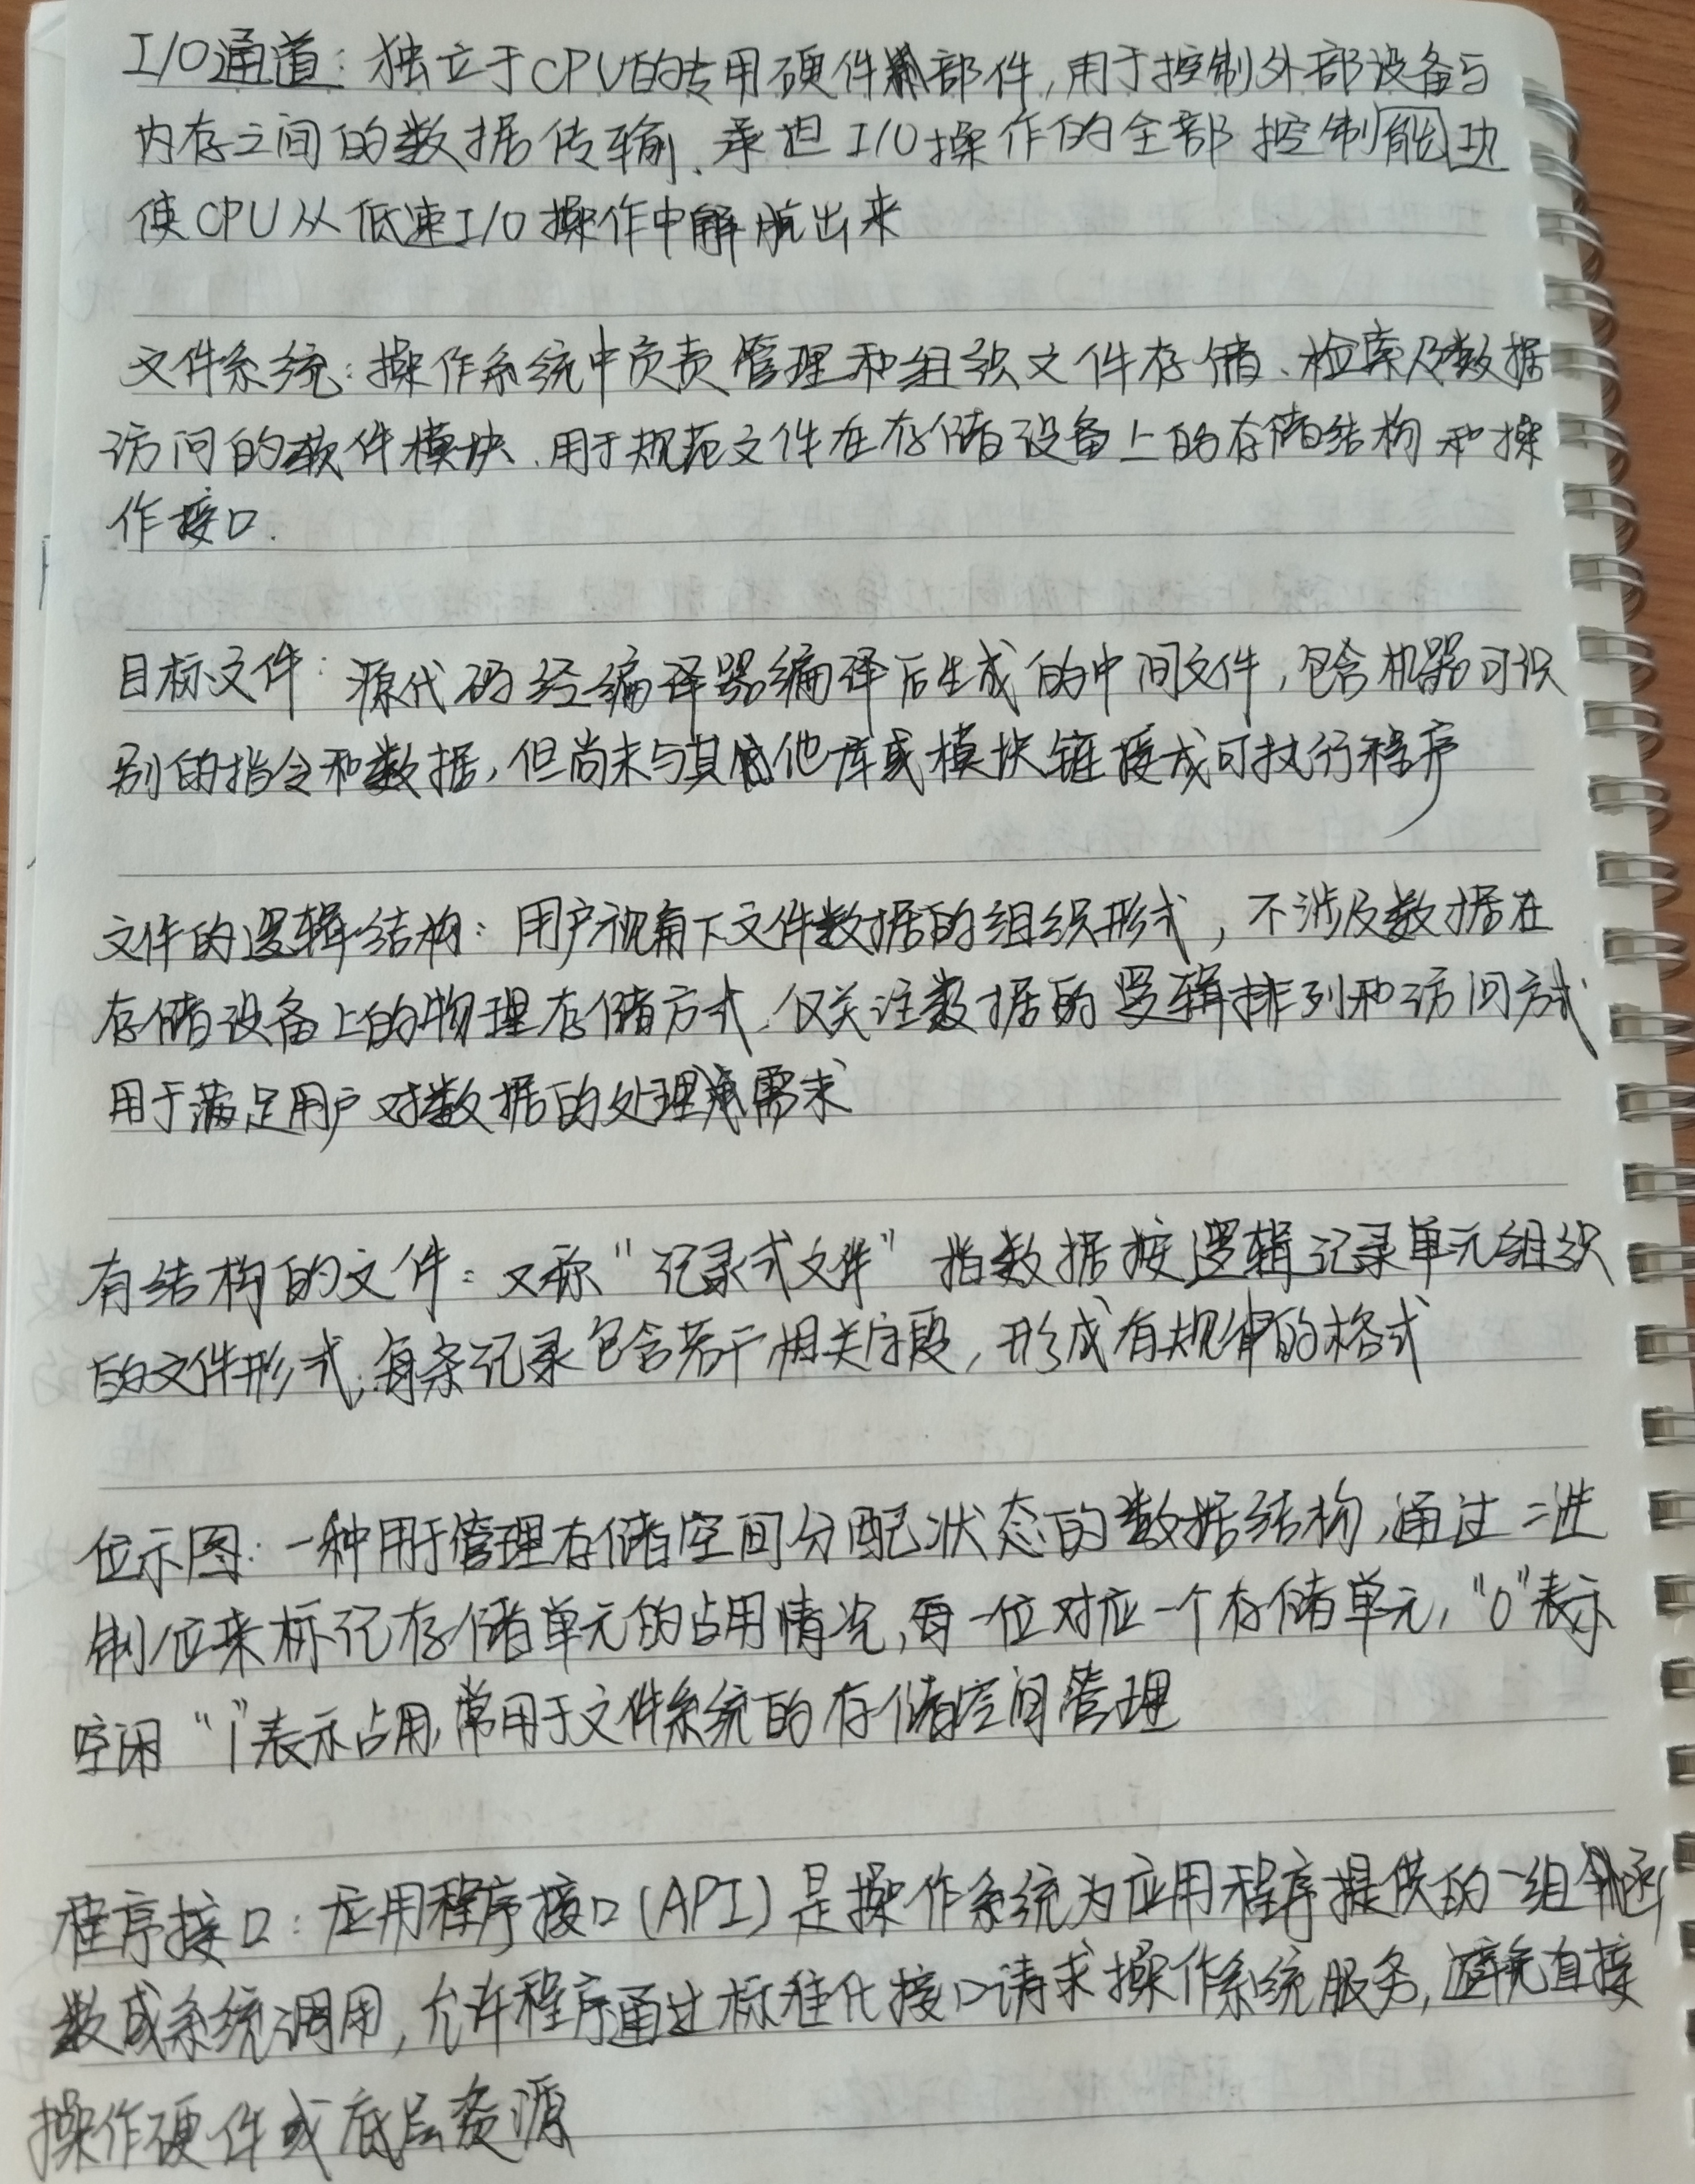 I/O通道：独立于CPU的专用硬件部件,用于控制外部设备与
内存之间的数据传输、承担I/O操作的全部控制能功
使CPU从低速I/O操作中解放出来
文件系统：操作系统中负责管理和组织文件存储、检索及数据
访问的软件模块、用于规范文件在存储设备上的存储结构和操
作接口.
目标文件：源代码经编译器编译后生成的中间文件,包含机器可识
别的指令和数据,但尚未与其他库或模块链接成可执行程序
文件的逻辑结构：用户视角下文件数据的组织形式,不涉及数据在
存储设备上的物理存储方式,仅关注数据的逻辑排列和访问方式
用于满足用户对数据的处理需求
有结构的文件：又称"记录式文件"指数据按逻辑记录单元组织
的文件形式,每条记录包含若干相关字段,形成有规律的格式
位示图：一种用于管理存储空间分配状态的数据结构,通过二进
制位来标记存储单元的占用情况,每一位对应一个存储单元,"0"表示
空闲"1"表示占用,常用于文件系统的存储空间管理
程序接口：应用程序接口(API)是操作系统为应用程序提供的一组函
数或系统调用,允许程序通过标准化接口请求操作系统服务,避免直接
操作硬件或底层资源